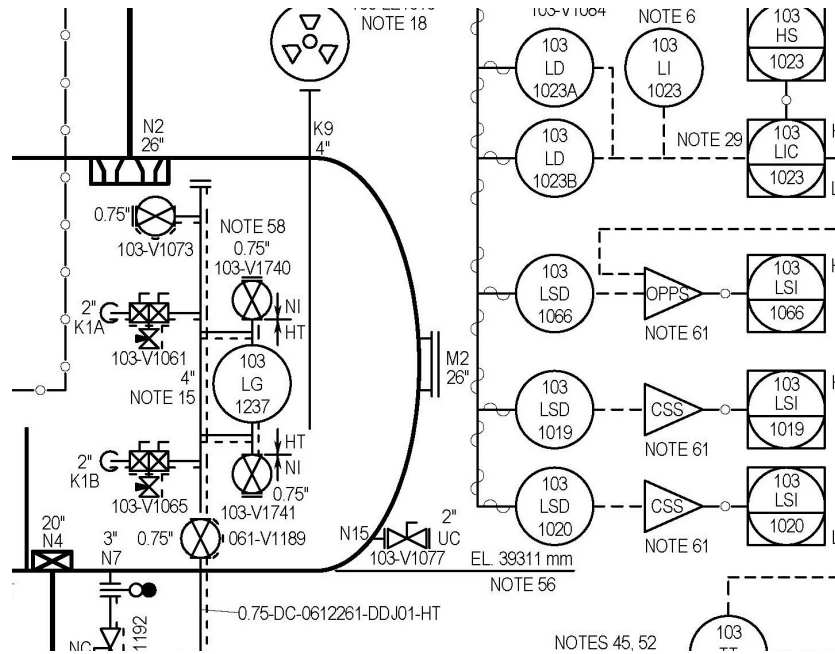 NOTE 18
103-V1084
NOTE 6
103
HS
1023
103
LD
1023A
103
LI
1023
K9
4"
N2
26"
NOTE 29
103
LD
1023B
103
LIC
1023
0.75"
103-V1073
NOTE 58
0.75"
103-V1740
NI
HT
2"
K1A
103-V1061
103
LSD
1066
OPPS
NOTE 61
103
LSI
1066
4"
NOTE 15
103
LG
1237
M2
26"
103
LSD
1019
CSS
NOTE 61
103
LSI
1019
2"
K1B
103-V1065
HT
NI
0.75"
103-V1741
103
LSD
1020
CSS
NOTE 61
103
LSI
1020
20"
N4
3"
N7
0.75"
061-V1189
N15
2"
UC
103-V1077
EL. 39311 mm
NOTE 56
0.75-DC-0612261-DDJ01-HT
NC
1192
NOTES 45, 52
103